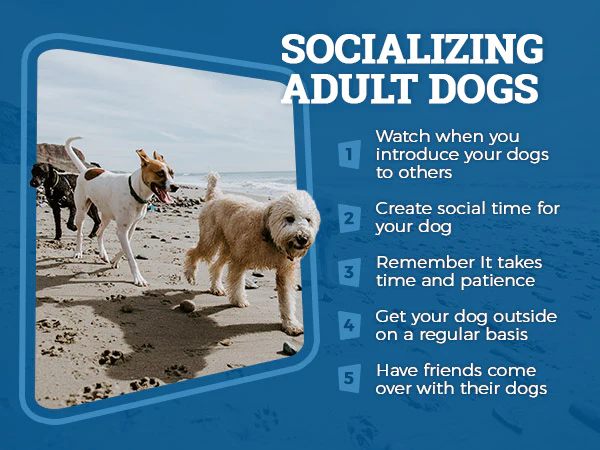 SOCIALIZING
ADULT DOGS
1
Watch when you
introduce your dogs
to others
2
Create social time for
your dog
3
Remember It takes
time and patience
4
Get your dog outside
on a regular basis
5
Have friends come
over with their dogs